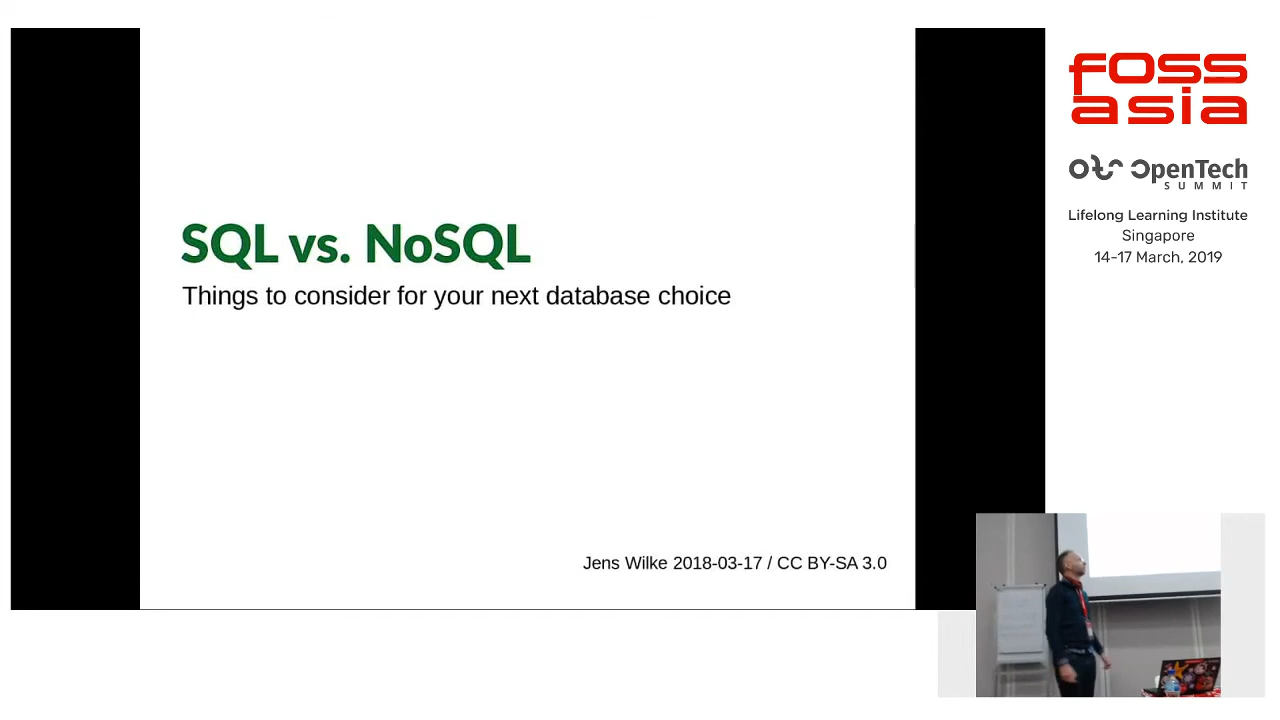 SQL vs. NoSQL
Things to consider for your next database choice
Jens Wilke 2018-03-17 / CC BY-SA 3.0
fOSS
asia
OpenTech
SUMMIT
Lifelong Learning Institute
Singapore
14-17 March, 2019